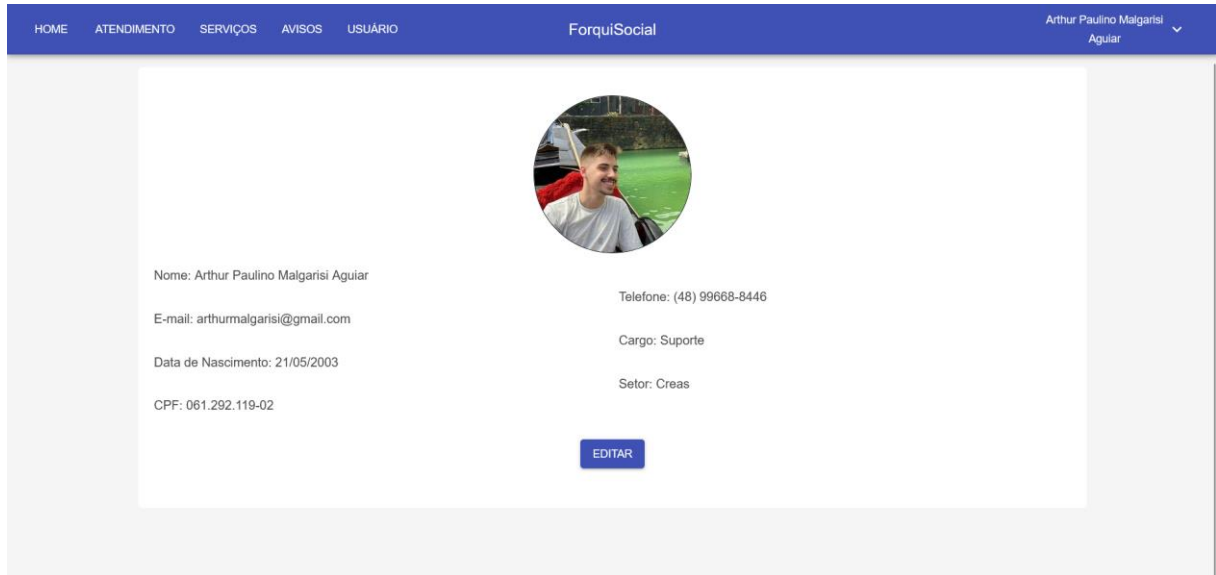 HOME ATENDIMENTO SERVIÇOS AVISOS USUÁRIO
ForquiSocial
Arthur Paulino Malgarisi
Aguiar
Nome: Arthur Paulino Malgarisi Aguiar
E-mail: arthurmalgarisi@gmail.com
Data de Nascimento: 21/05/2003
CPF: 061.292.119-02
Telefone: (48) 99668-8446
Cargo: Suporte
Setor: Creas
EDITAR